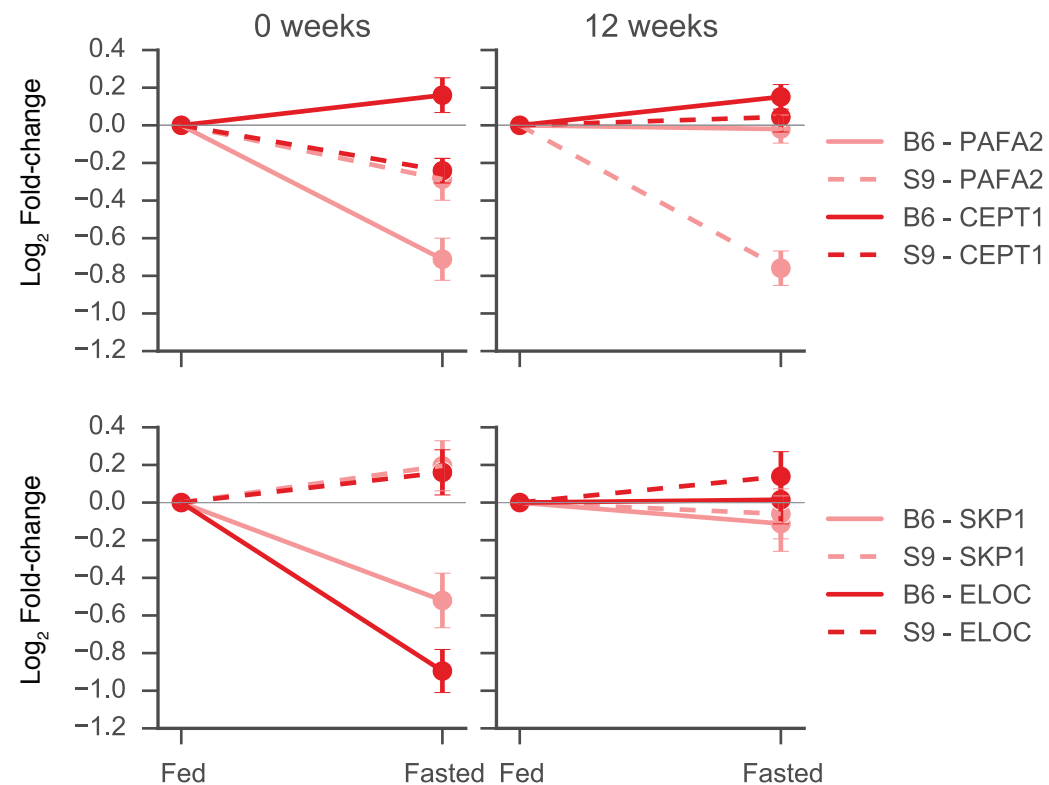 0 weeks
12 weeks
Log₂ Fold-change
0.4
0.2
0.0
−0.2
−0.4
−0.6
−0.8
−1.0
−1.2
B6 - PAFA2
S9 - PAFA2
B6 - CEPT1
S9 - CEPT1
Log₂ Fold-change
0.4
0.2
0.0
−0.2
−0.4
−0.6
−0.8
−1.0
−1.2
B6 - SKP1
S9 - SKP1
B6 - ELOC
S9 - ELOC
Fed
Fasted
Fed
Fasted